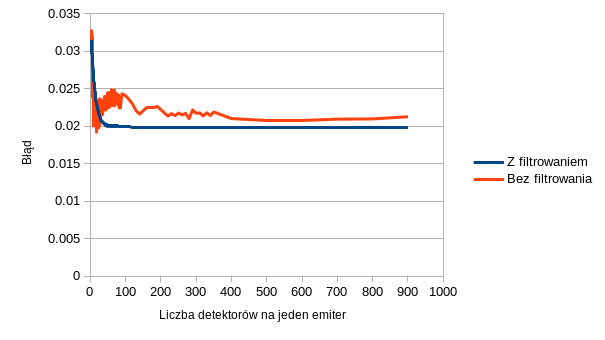 0.035
0.03
0.025
0.02
0.015
0.01
0.005
0
Błąd
0 100 200 300 400 500 600 700 800 900 1000
Liczba detektorów na jeden emiter
Z filtrowaniem
Bez filtrowania